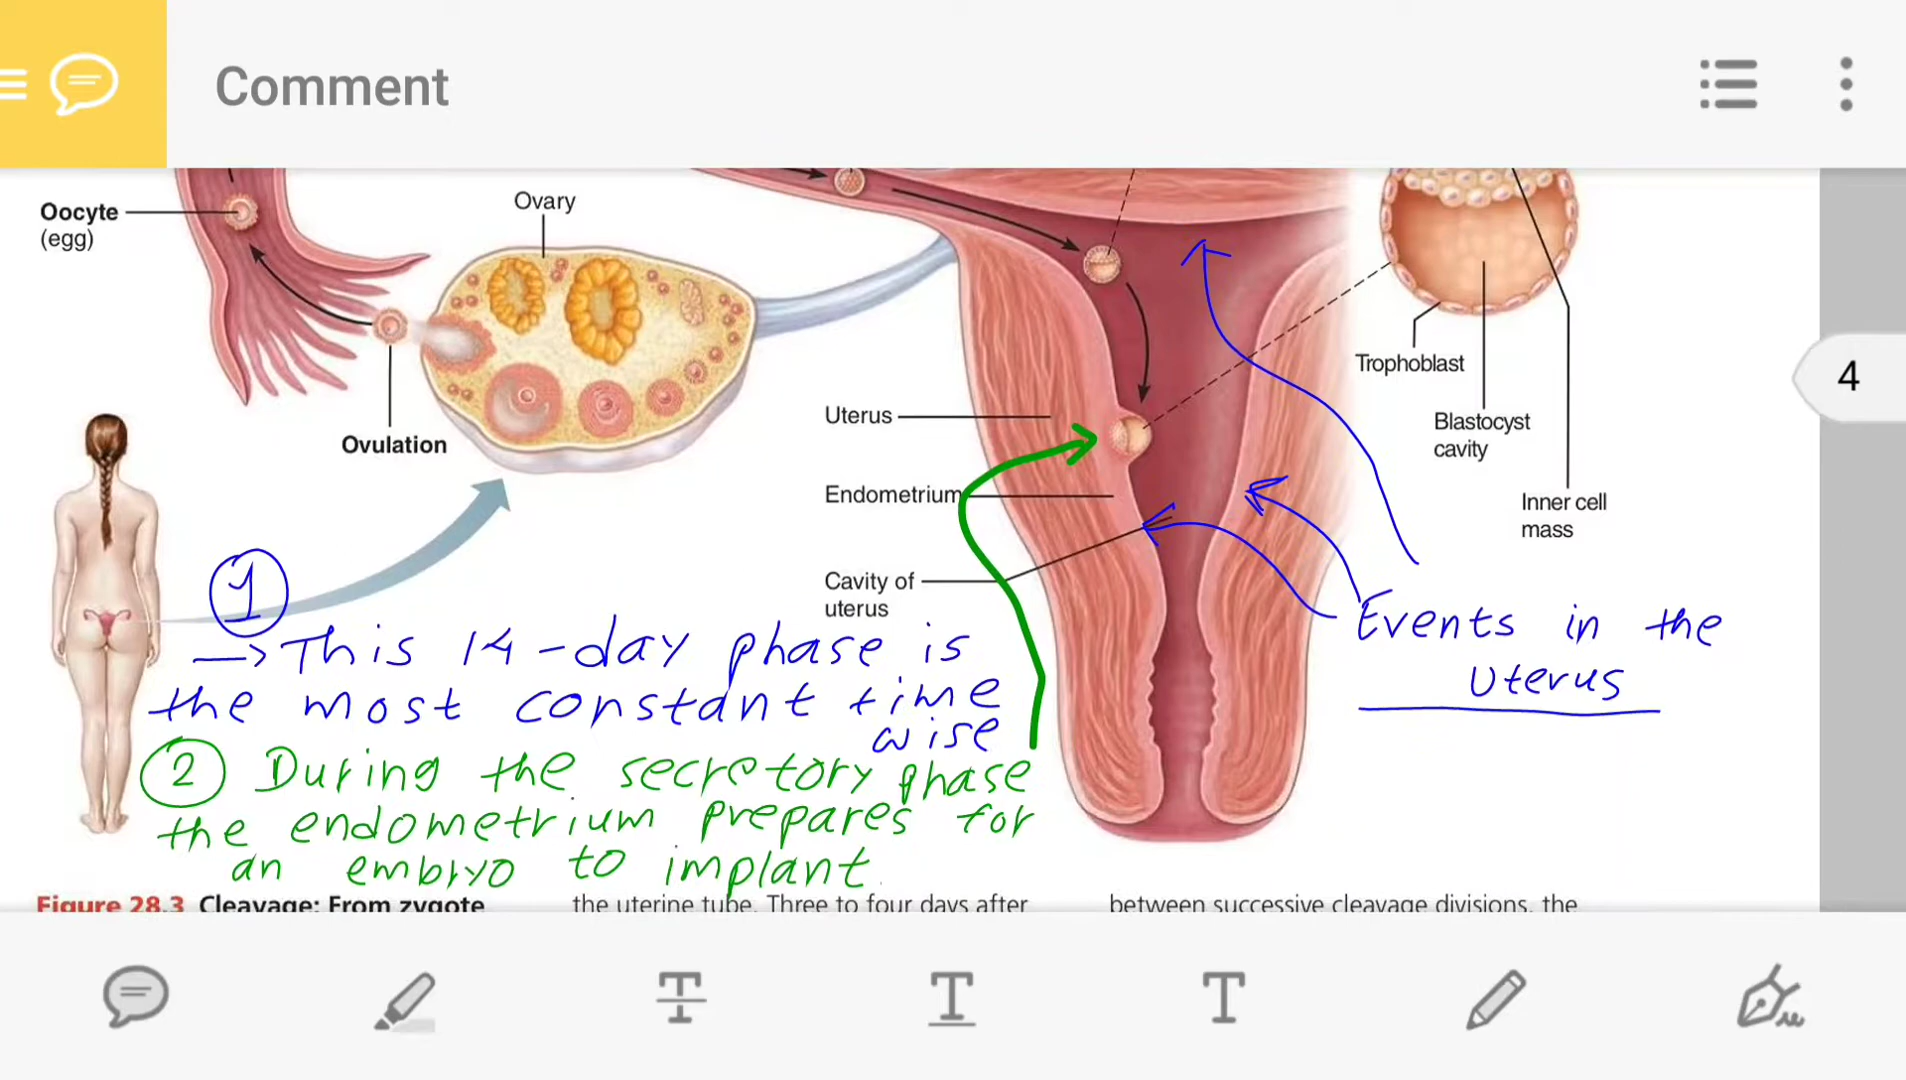 Comment
Oocyte
(egg)
Ovary
Ovulation
Uterus
Endometrium
Cavity of
uterus
Trophoblast
Blastocyst
cavity
Inner cell
mass
4
Events in the
Uterus
1
→ This 14-day phase is
the most constant time
wise
2 During the secretory phase
the endometrium prepares for
an embryo to implant.
Figure 28.3 Cleavage: From zygote
the uterine tube. Three to four days after
between successive cleavage divisions, the